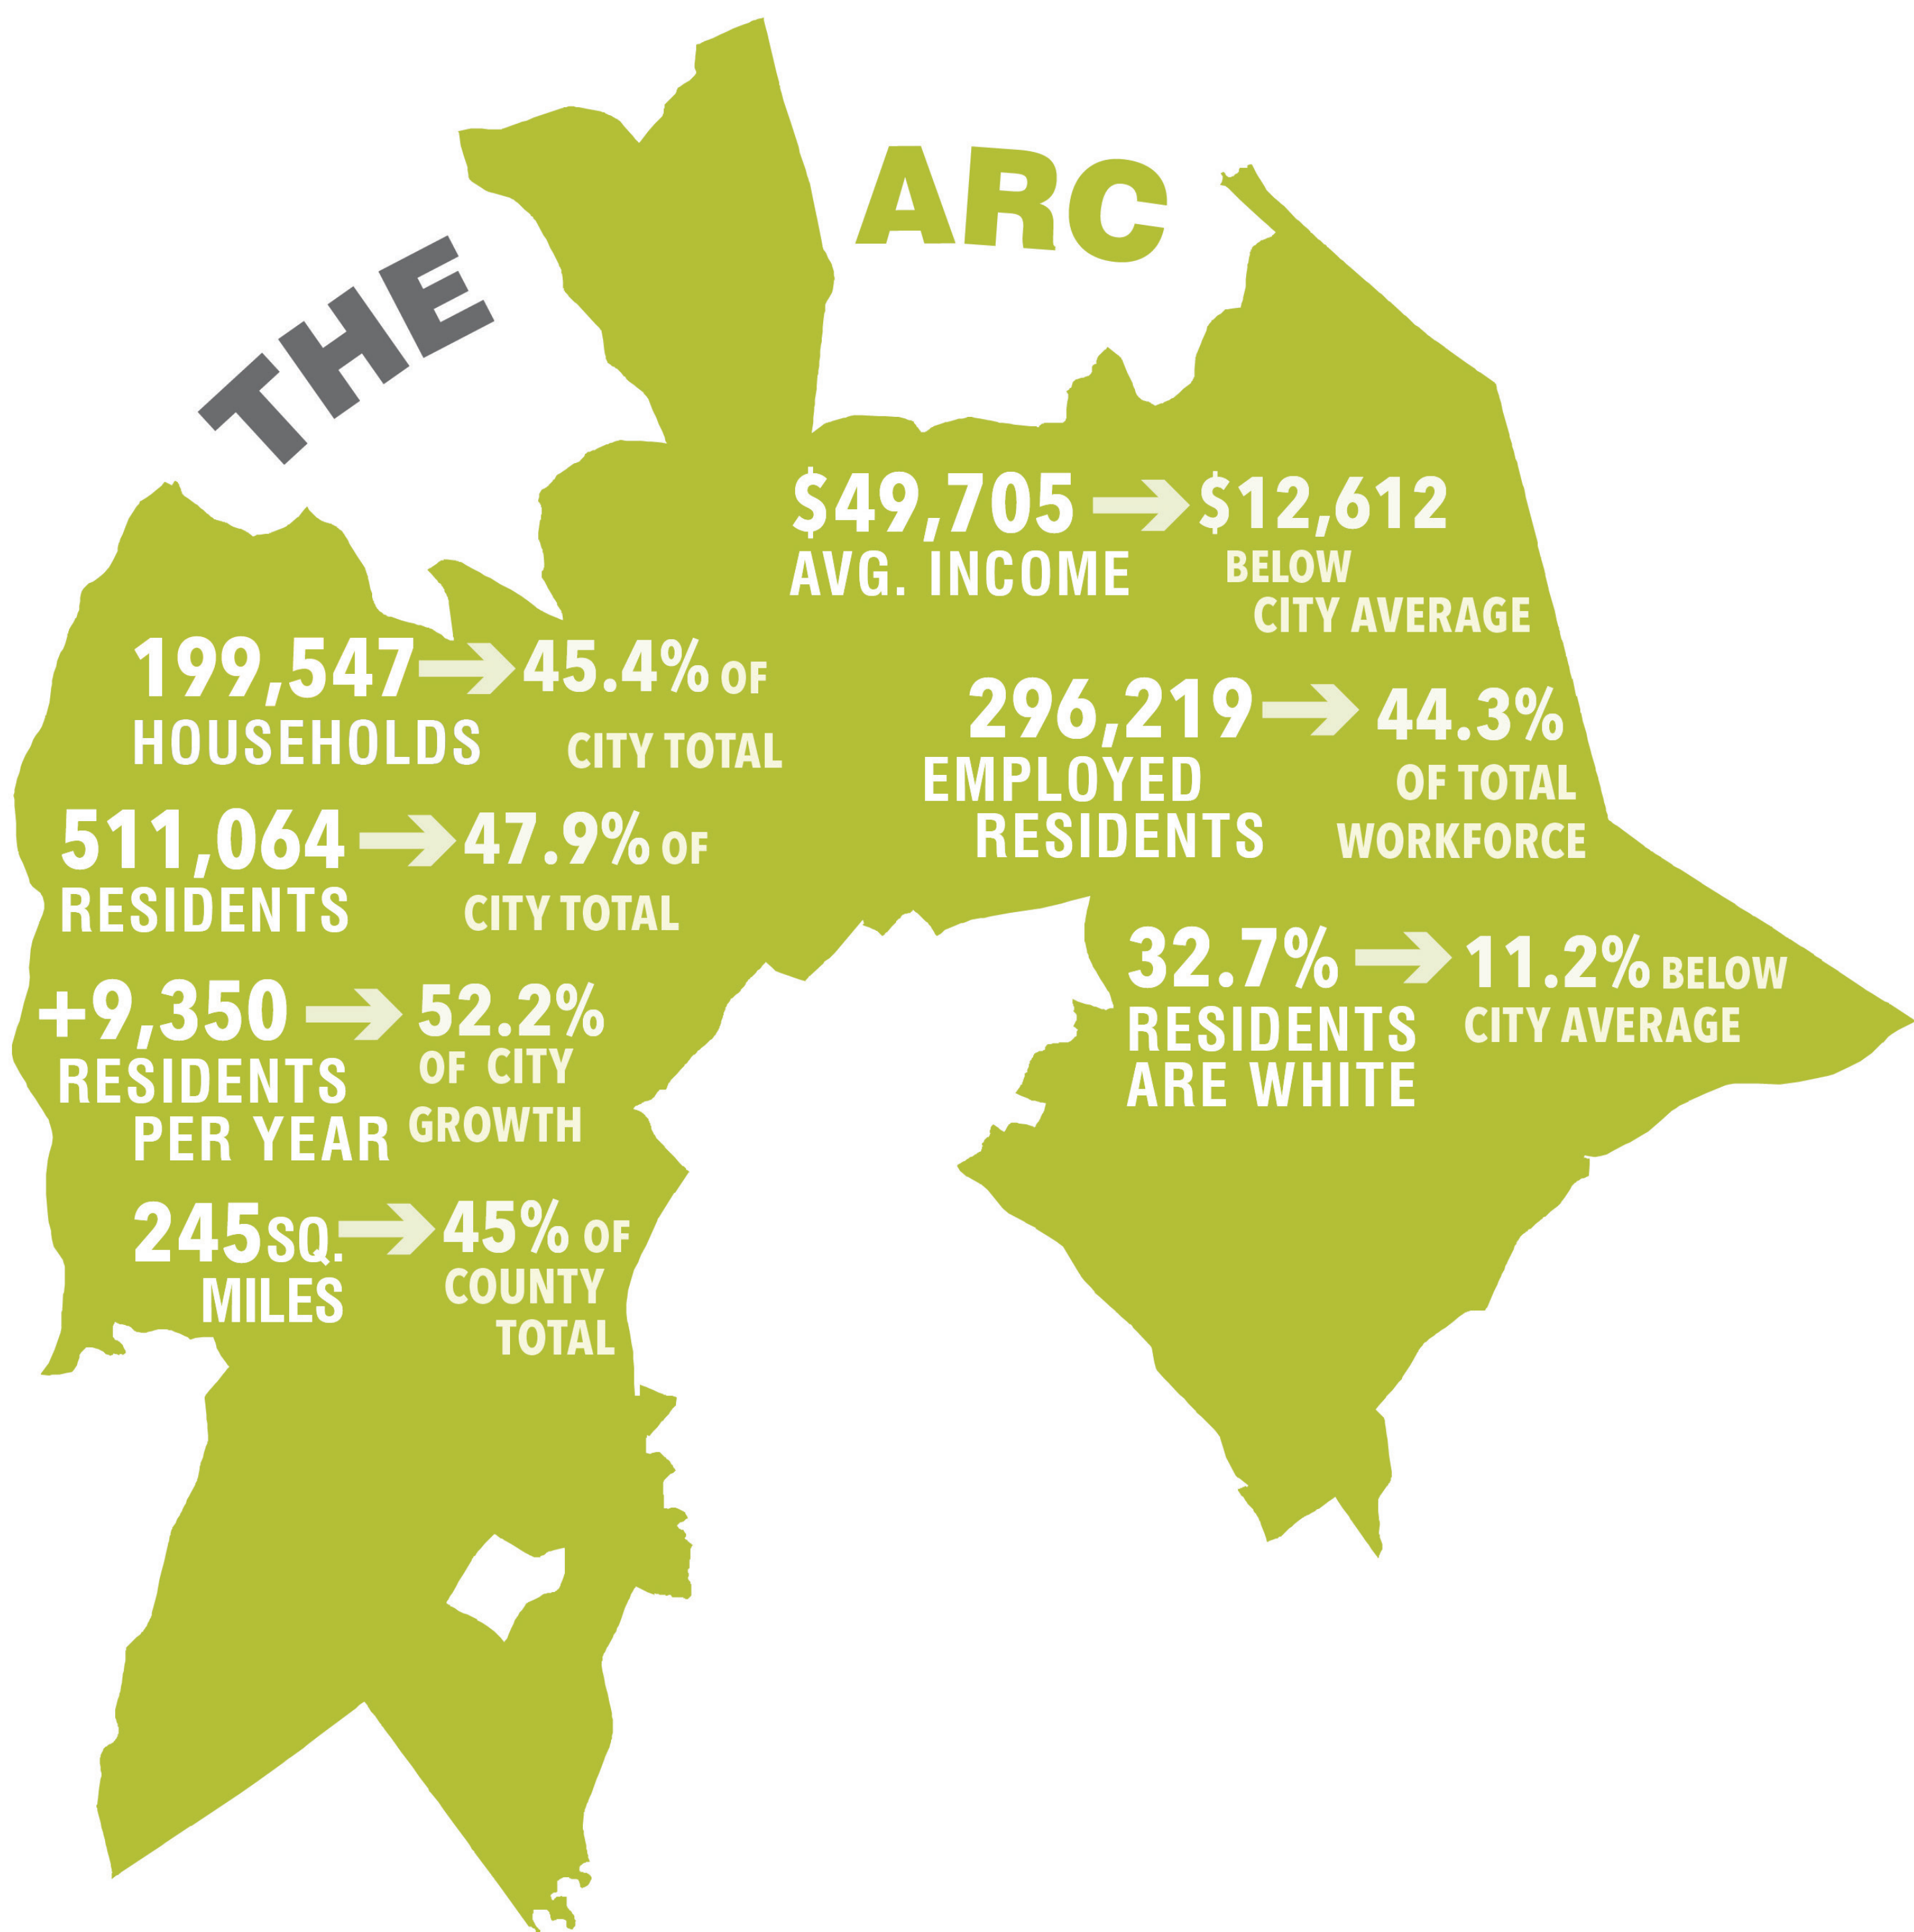 THE ARC
$49,705 → $12,612
AVG. INCOME BELOW
CITY AVERAGE
199,547 → 45.4% OF
HOUSEHOLDS CITY TOTAL
296,219 → 44.3%
EMPLOYED OF TOTAL
RESIDENTS WORKFORCE
511,064 → 47.9% OF
RESIDENTS CITY TOTAL
32.7% → 11.2% BELOW
RESIDENTS CITY AVERAGE
ARE WHITE
+9,350 → 52.2%
RESIDENTS OF CITY
PER YEAR GROWTH
245 SQ. → 45% OF
MILES COUNTY
TOTAL